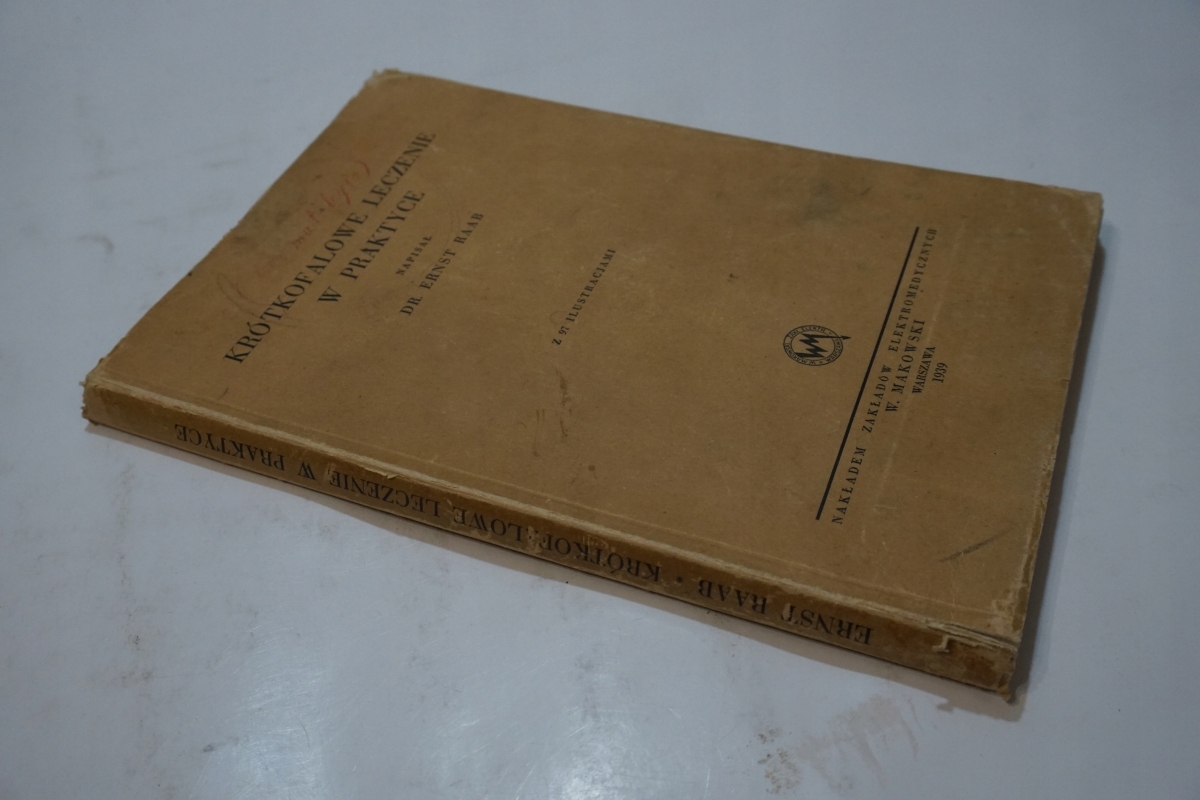 KRÓTKOFALOWE LECZENIE
W PRAKTYCE
NAPISAŁ
DR. ERNST RAAB
Z 97 ILUSTRACJAMI
NAKŁADEM ZAKŁADÓW ELEKTROMEDYCZNYCH
W. MAKOWSKI
WARSZAWA
1939
ERNST RAAB • KRÓTKOFALOWE LECZENIE W PRAKTYCE